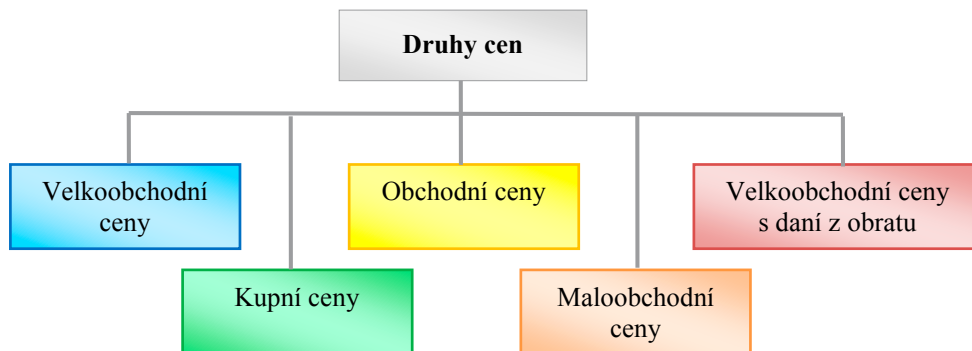 Druhy cen
Velkoobchodní
ceny
Obchodní ceny
Velkoobchodní ceny
s daní z obratu
Kupní ceny
Maloobchodní
ceny